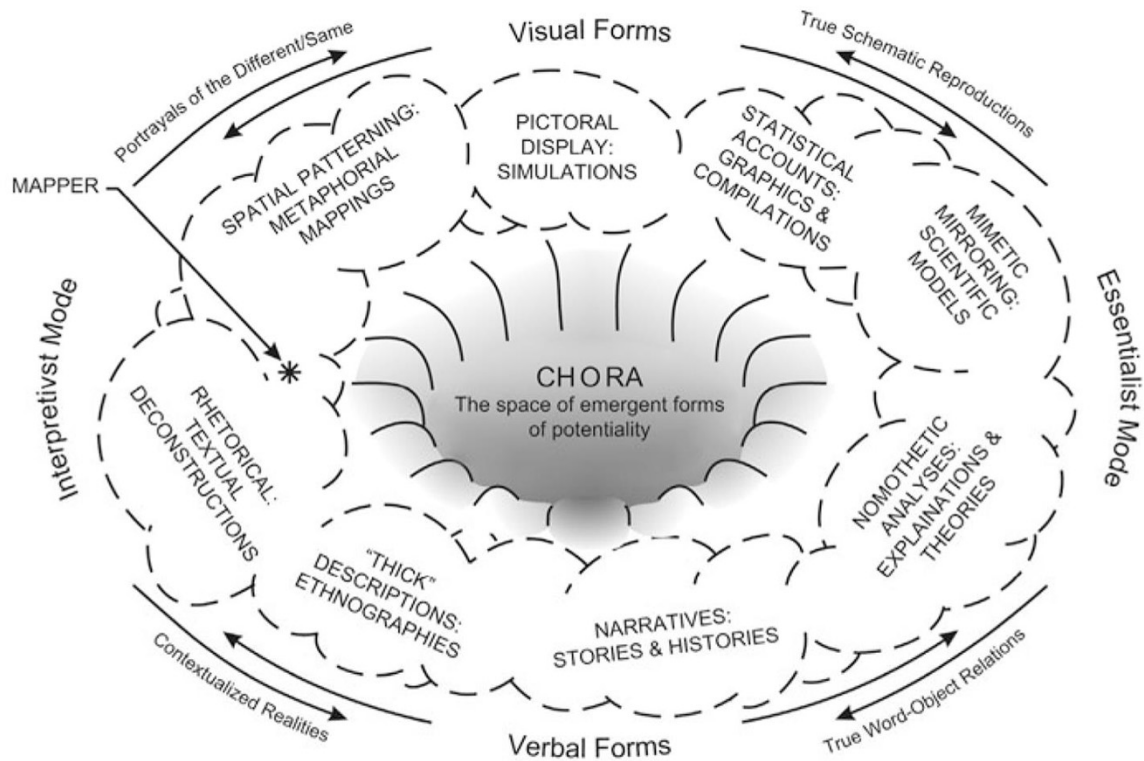 Visual Forms
Portrayals of the Different/Same
True Schematic Reproductions
MAPPER
SPATIAL PATTERNING:
METAPHORIAL
MAPPINGS
PICTORAL
DISPLAY:
SIMULATIONS
STATISTICAL
ACCOUNTS:
GRAPHICS &
COMPILATIONS
MIMETIC
MIRRORING:
SCIENTIFIC
MODELS
Interpretivst Mode
Essentialist Mode
CHORA
The space of emergent forms
of potentiality
RHETORICAL:
TEXTUAL
DECONSTRUCTIONS
"THICK"
DESCRIPTIONS:
ETHNOGRAPHIES
NARRATIVES:
STORIES & HISTORIES
NOMOTHETIC
ANALYSES:
EXPLAINATIONS &
THEORIES
Contextualized Realities
True Word-Object Relations
Verbal Forms